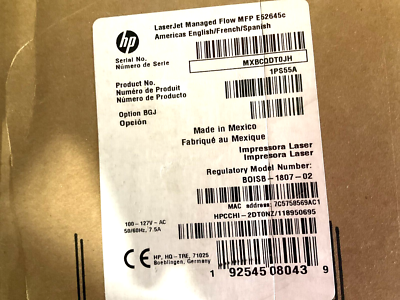 hp
LaserJet Managed Flow MFP E52645c
Americas English/French/Spanish
Serial No.
Número de Serie
MXBCQDT0JH
1PS55A
Product No.
Numéro de Produit
Número de Producto
Option BGJ
Opción
Made in Mexico
Fabriqué au Mexique
Impresora Laser
Impresora Laser
Regulatory Model Number:
BOISB-1807-02
MAC address: 7C5758569AC1
HPCCHI-2DT0NZ/118950695
100-127V~AC
50/60Hz, 7.5A
CE
HP, HQ-TRE, 71025
Boeblingen, Germany
1 92545 08043 9